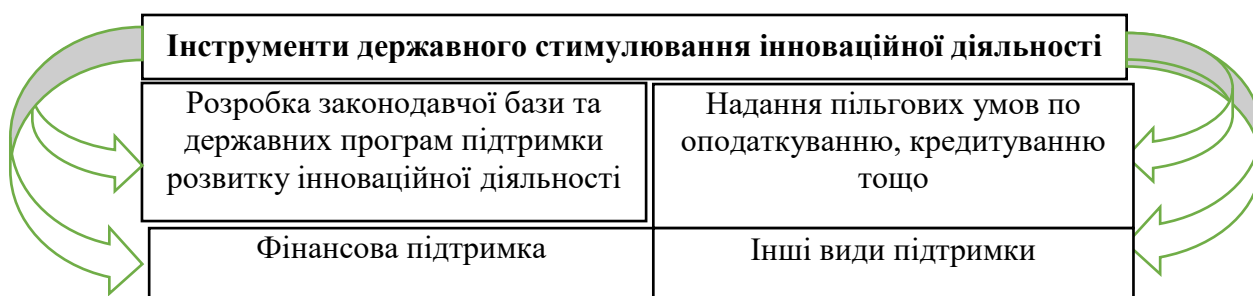 Інструменти державного стимулювання інноваційної діяльності
Розробка законодавчої бази та
державних програм підтримки
розвитку інноваційної діяльності
Надання пільгових умов по
оподаткуванню, кредитуванню
тощо
Фінансова підтримка
Інші види підтримки